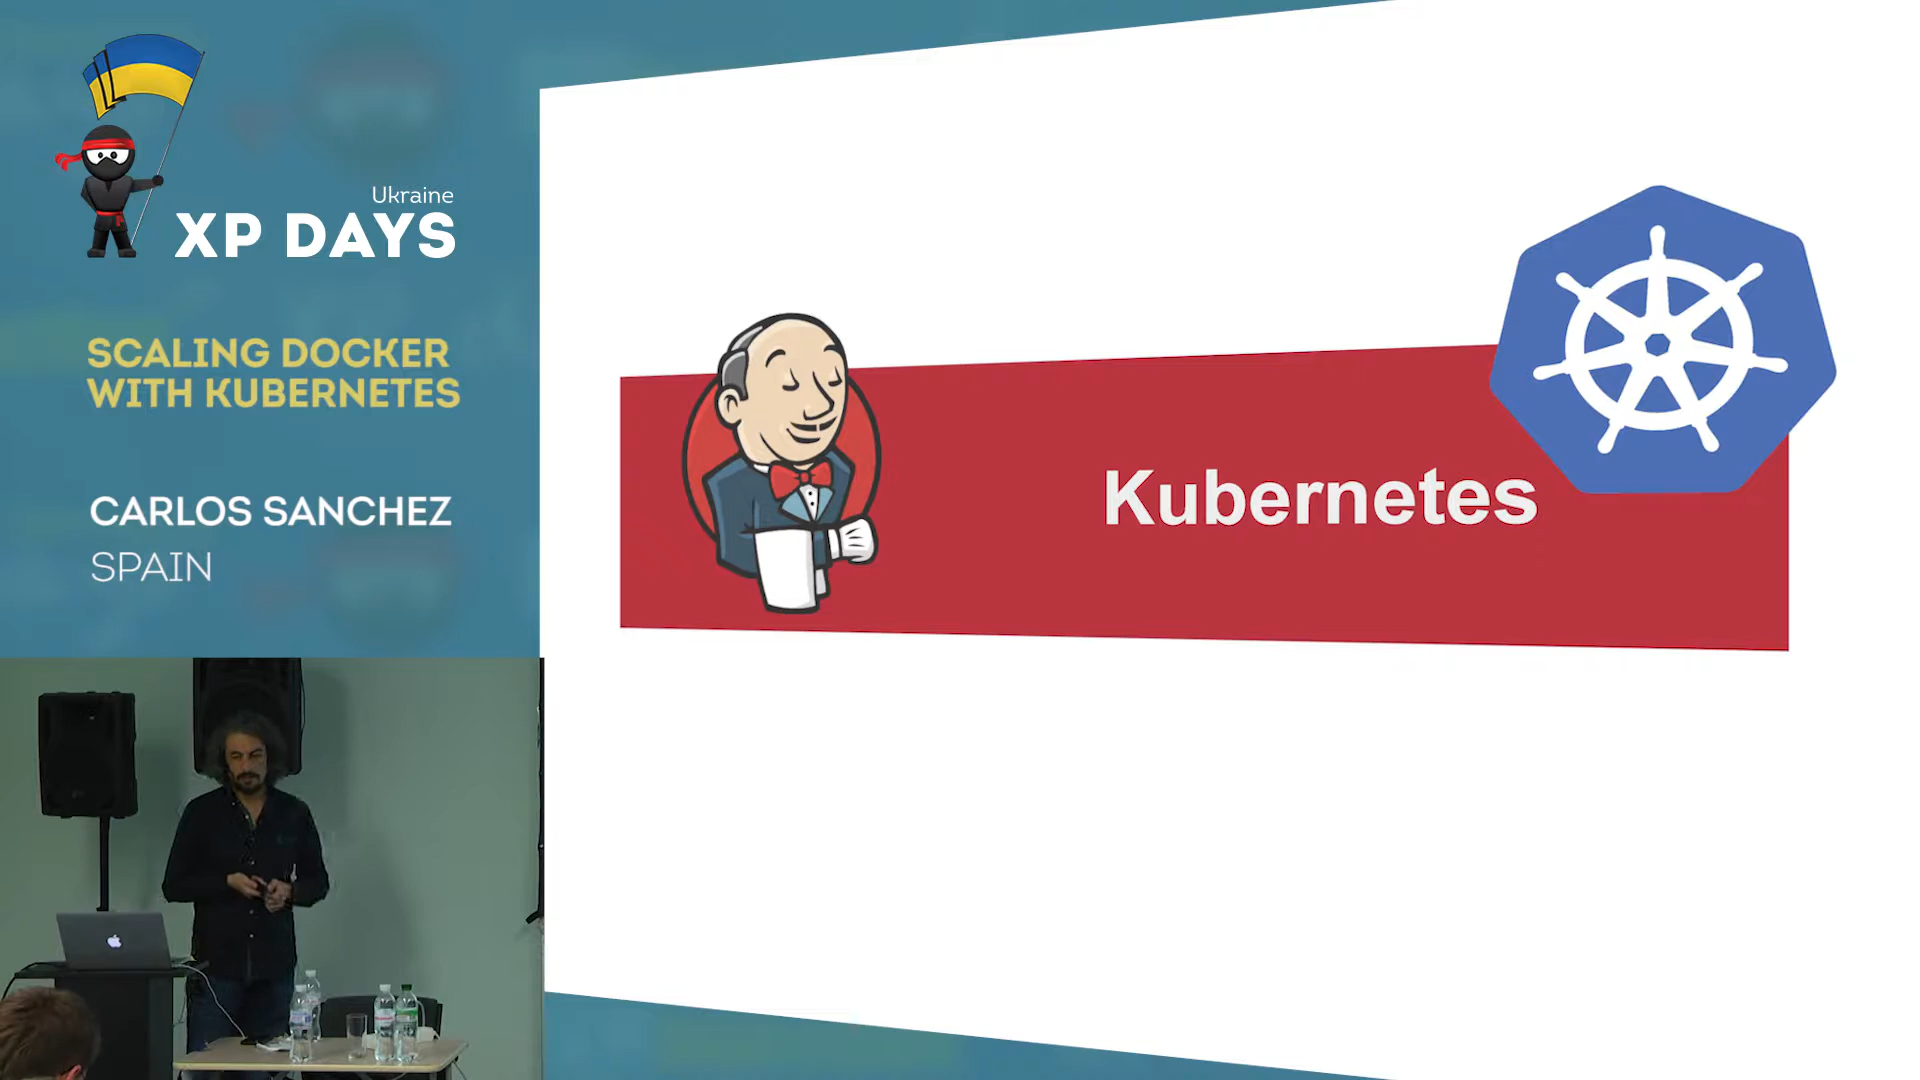 Ukraine
XP DAYS
SCALING DOCKER
WITH KUBERNETES
CARLOS SANCHEZ
SPAIN
Kubernetes